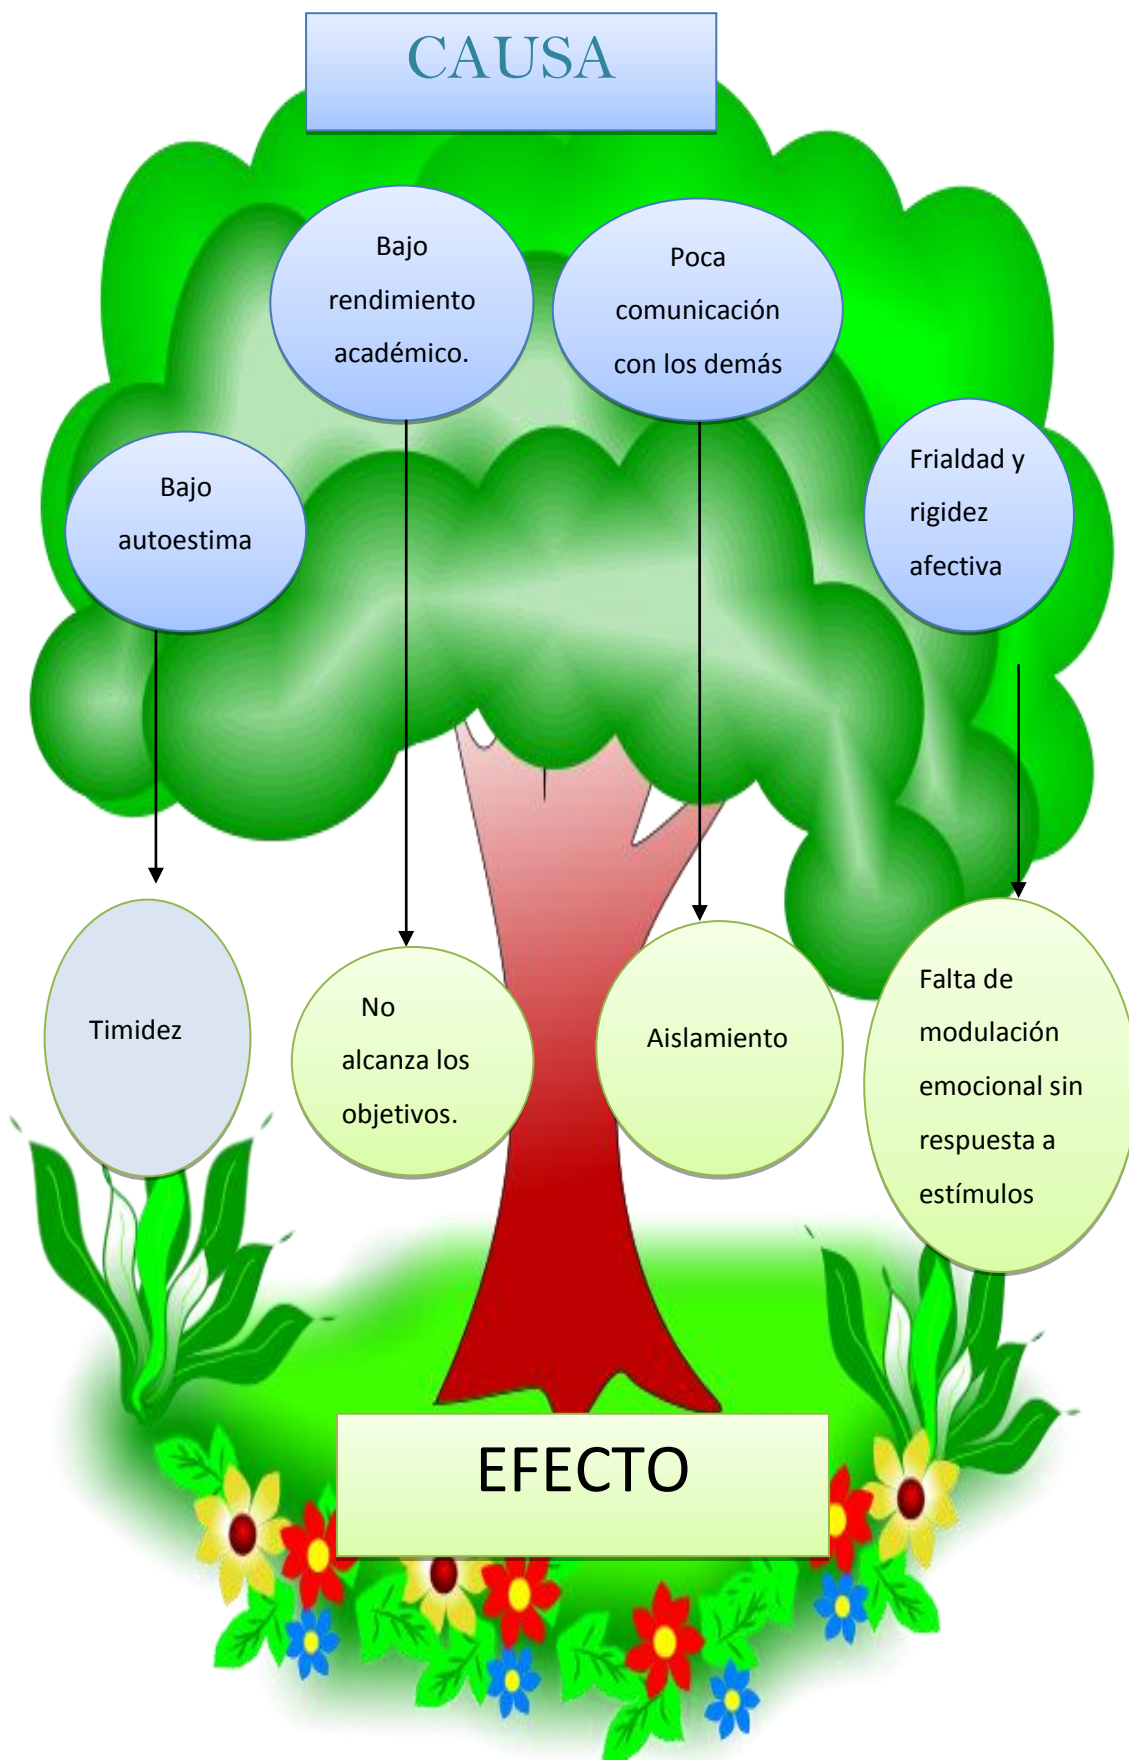 CAUSA
Bajo
rendimiento
académico.
Poca
comunicación
con los demás
Bajo
autoestima
Frialdad y
rigidez
afectiva
Timidez
No
alcanza los
objetivos.
Aislamiento
Falta de
modulación
emocional sin
respuesta a
estímulos
EFECTO